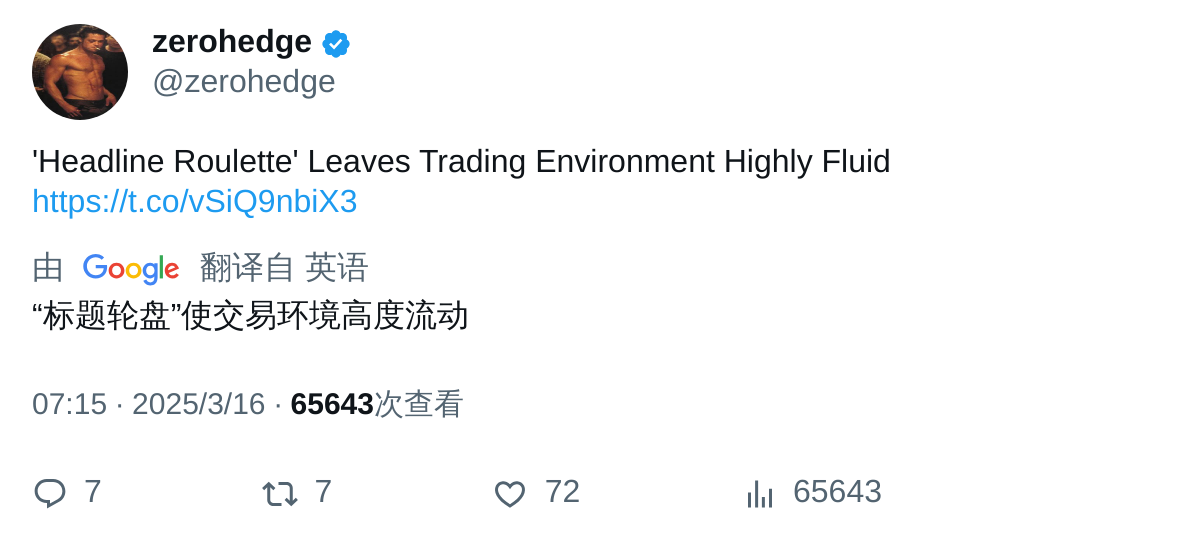 zerohedge
@zerohedge
'Headline Roulette' Leaves Trading Environment Highly Fluid
https://t.co/vSiQ9nbiX3
由 Google 翻译自 英语
“标题轮盘”使交易环境高度流动
07:15 · 2025/3/16 · 65643次查看
7 7 72 65643